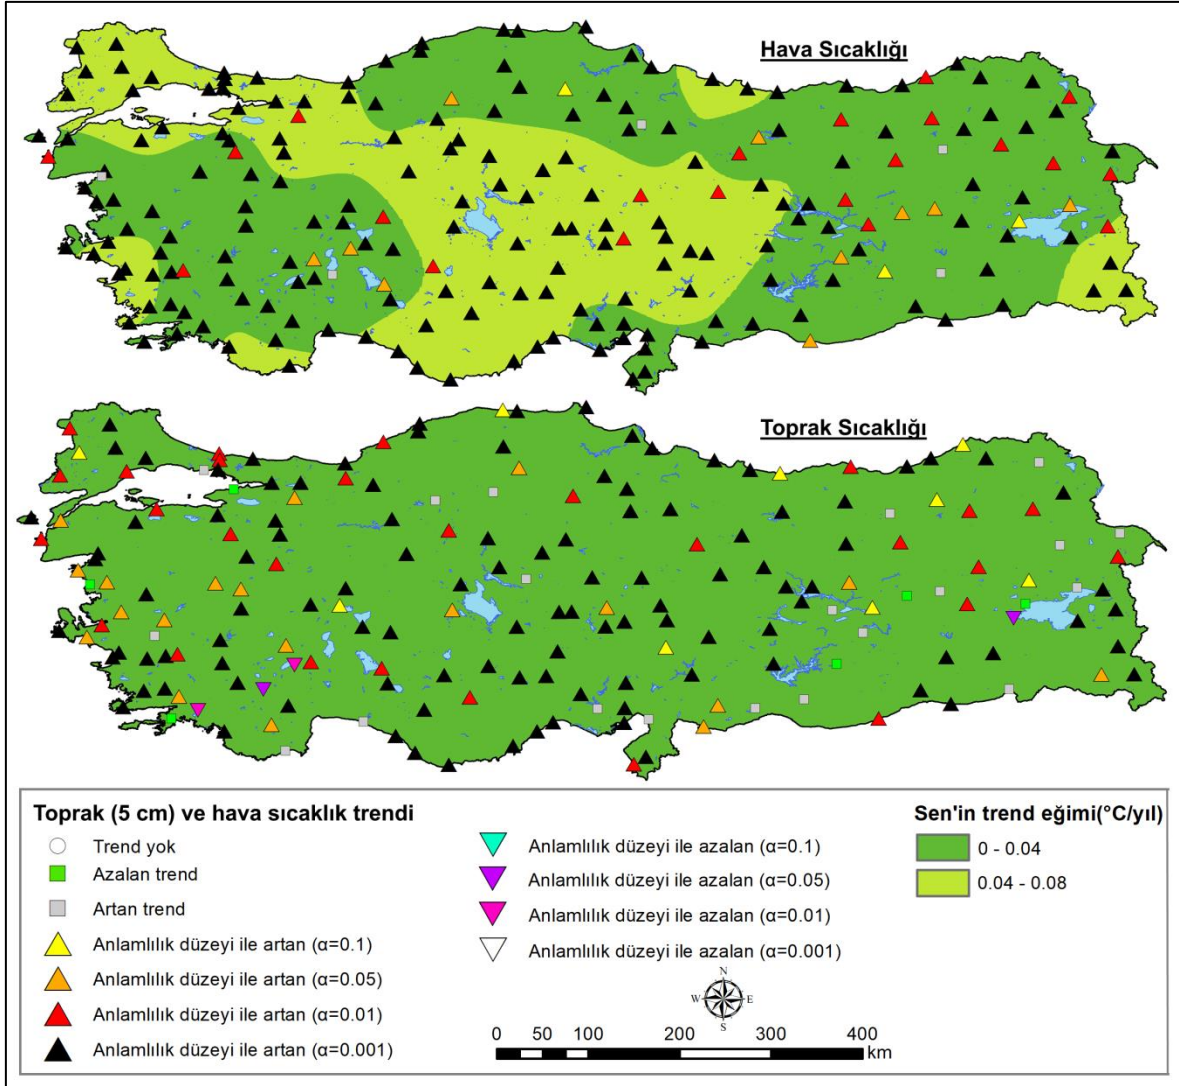 Hava Sıcaklığı
Toprak Sıcaklığı
Toprak (5 cm) ve hava sıcaklık trendi
Trend yok
Azalan trend
Artan trend
Anlamlılık düzeyi ile artan (α=0.1)
Anlamlılık düzeyi ile artan (α=0.05)
Anlamlılık düzeyi ile artan (α=0.01)
Anlamlılık düzeyi ile artan (α=0.001)
Anlamlılık düzeyi ile azalan (α=0.1)
Anlamlılık düzeyi ile azalan (α=0.05)
Anlamlılık düzeyi ile azalan (α=0.01)
Anlamlılık düzeyi ile azalan (α=0.001)
Sen'in trend eğimi(°C/yıl)
0 - 0.04
0.04 - 0.08
N
W E
S
0 50 100 200 300 400
km